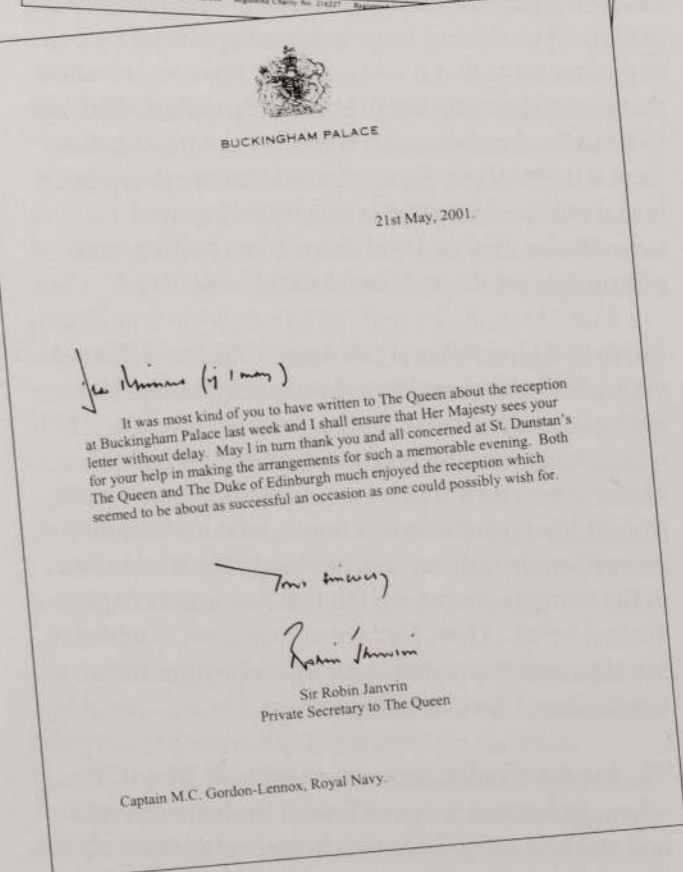 Registered Charity No. 216227
BUCKINGHAM PALACE
21st May, 2001.
(if I may)
It was most kind of you to have written to The Queen about the reception
at Buckingham Palace last week and I shall ensure that Her Majesty sees your
letter without delay. May I in turn thank you and all concerned at St. Dunstan's
for your help in making the arrangements for such a memorable evening. Both
The Queen and The Duke of Edinburgh much enjoyed the reception which
seemed to be about as successful an occasion as one could possibly wish for.
Yours sincerely
Robin Janvrin
Sir Robin Janvrin
Private Secretary to The Queen
Captain M.C. Gordon-Lennox, Royal Navy.